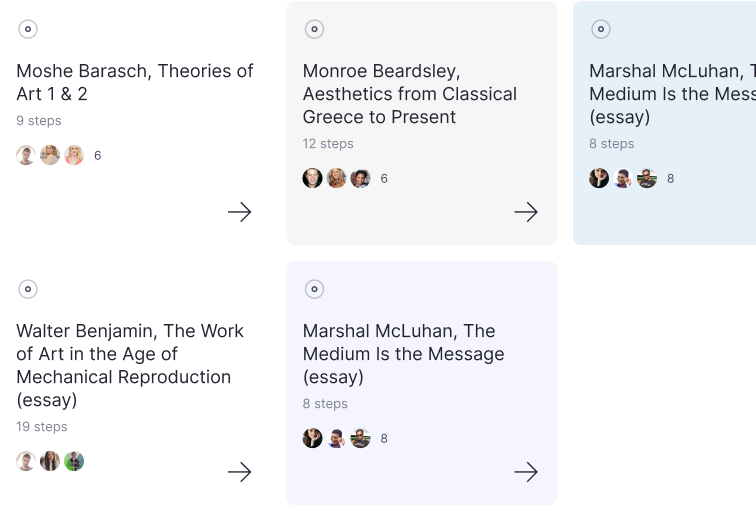 Moshe Barasch, Theories of
Art 1 & 2
9 steps
6
Monroe Beardsley,
Aesthetics from Classical
Greece to Present
12 steps
6
Marshal McLuhan,
Medium Is the
(essay)
8 steps
8
Walter Benjamin, The Work
of Art in the Age of
Mechanical Reproduction
(essay)
19 steps
Marshal McLuhan, The
Medium Is the Message
(essay)
8 steps
8